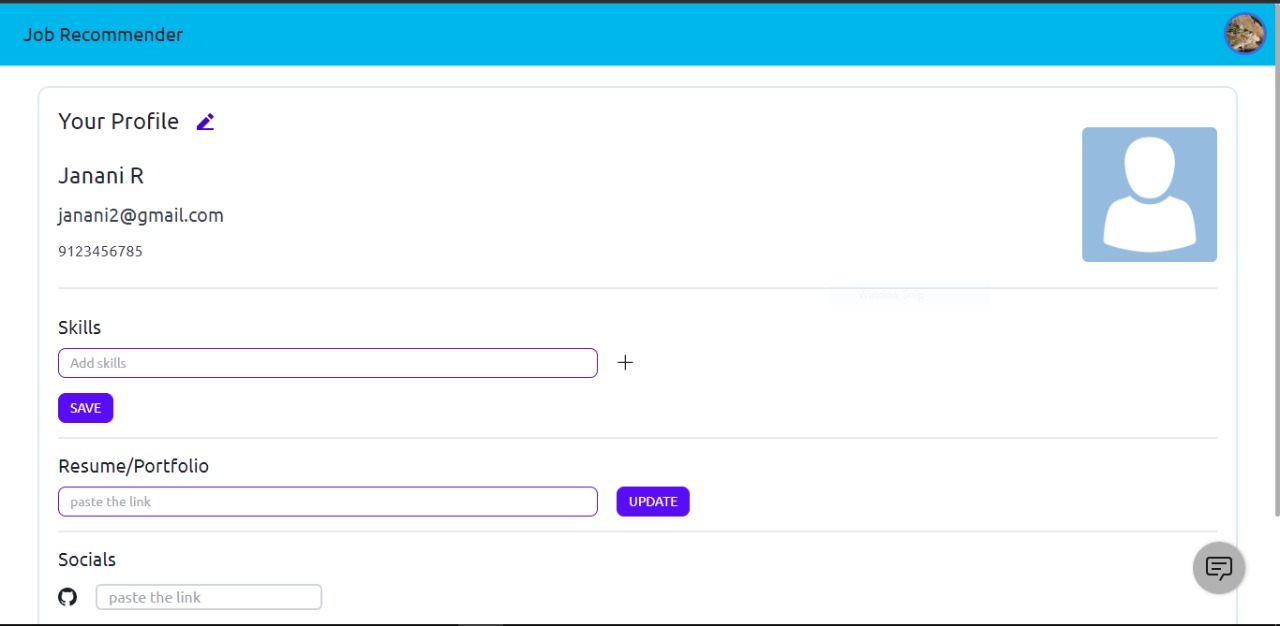 Job Recommender
Your Profile
Janani R
janani2@gmail.com
9123456785
Skills
Add skills
SAVE
Resume/Portfolio
paste the link
UPDATE
Socials
paste the link